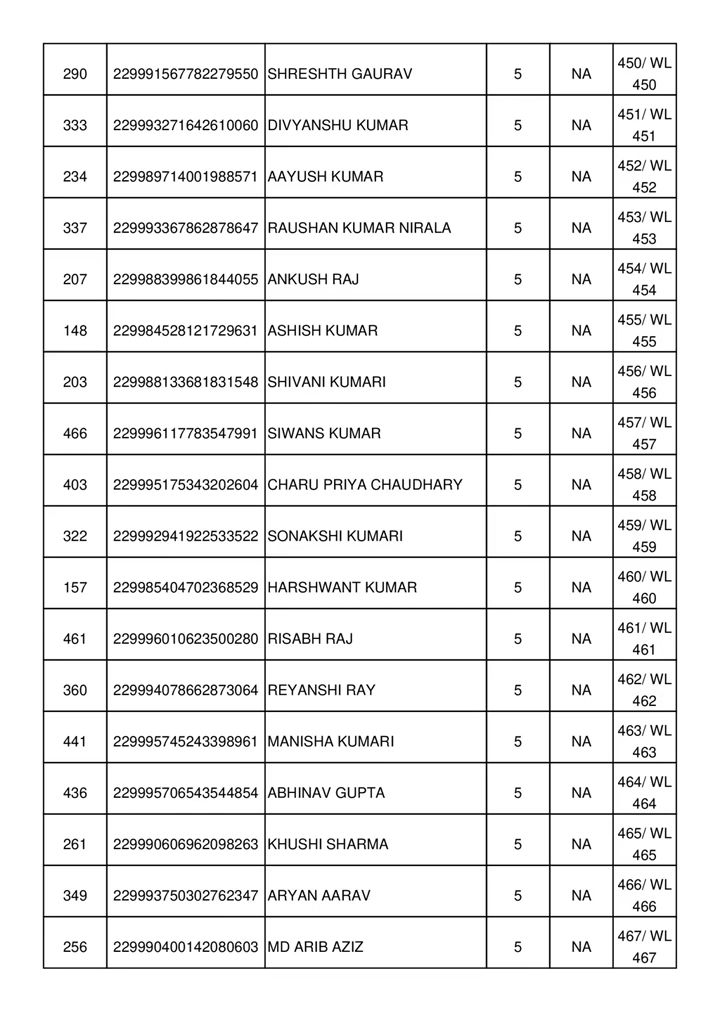 290 229991567782279550 SHRESHTH GAURAV 5 NA 450/ WL 450
333 229993271642610060 DIVYANSHU KUMAR 5 NA 451/ WL 451
234 229989714001988571 AAYUSH KUMAR 5 NA 452/ WL 452
337 229993367862878647 RAUSHAN KUMAR NIRALA 5 NA 453/ WL 453
207 229988399861844055 ANKUSH RAJ 5 NA 454/ WL 454
148 229984528121729631 ASHISH KUMAR 5 NA 455/ WL 455
203 229988133681831548 SHIVANI KUMARI 5 NA 456/ WL 456
466 229996117783547991 SIWANS KUMAR 5 NA 457/ WL 457
403 229995175343202604 CHARU PRIYA CHAUDHARY 5 NA 458/ WL 458
322 229992941922533522 SONAKSHI KUMARI 5 NA 459/ WL 459
157 229985404702368529 HARSHWANT KUMAR 5 NA 460/ WL 460
461 229996010623500280 RISABH RAJ 5 NA 461/ WL 461
360 229994078662873064 REYANSHI RAY 5 NA 462/ WL 462
441 229995745243398961 MANISHA KUMARI 5 NA 463/ WL 463
436 229995706543544854 ABHINAV GUPTA 5 NA 464/ WL 464
261 229990606962098263 KHUSHI SHARMA 5 NA 465/ WL 465
349 229993750302762347 ARYAN AARAV 5 NA 466/ WL 466
256 229990400142080603 MD ARIB AZIZ 5 NA 467/ WL 467